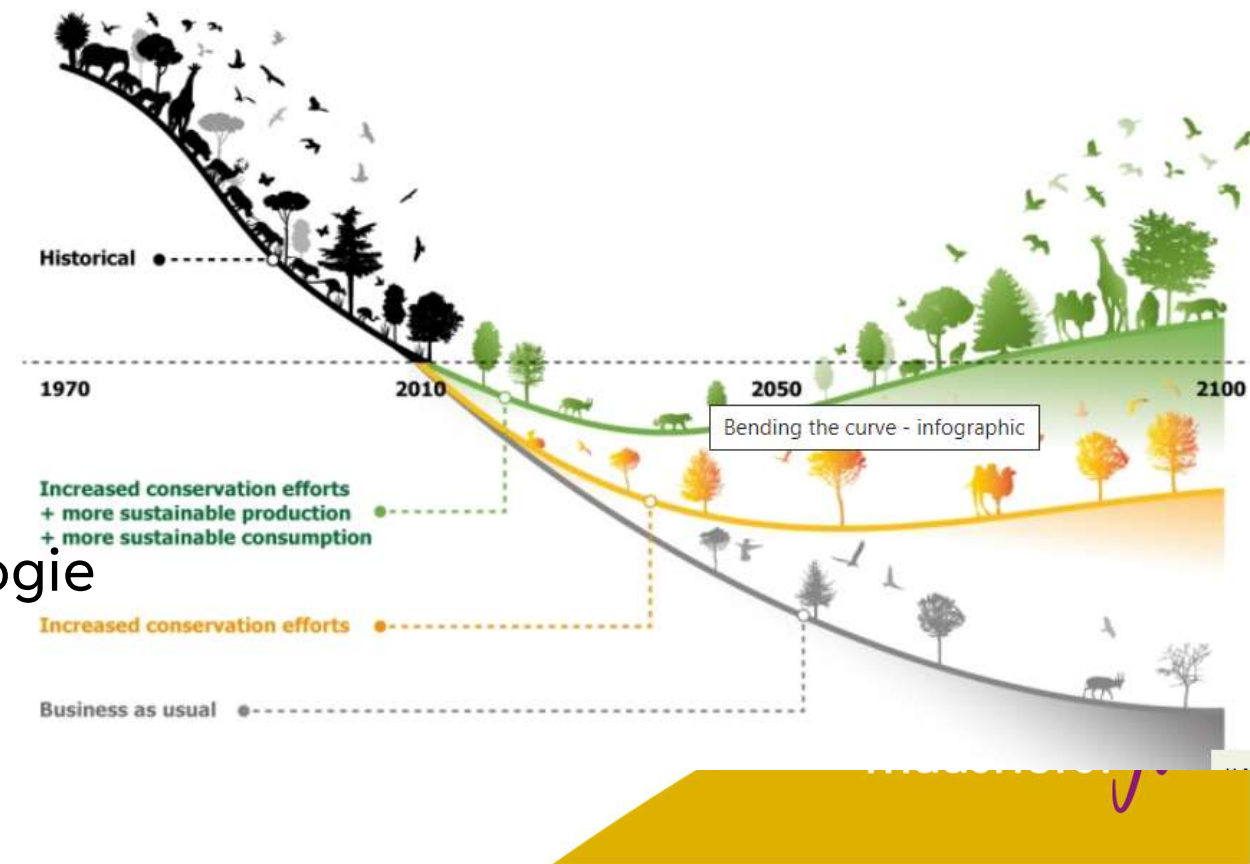 Historical
1970
2010
2050
2100
Bending the curve - infographic
Increased conservation efforts
+ more sustainable production
+ more sustainable consumption
ogie
Increased conservation efforts
Business as usual